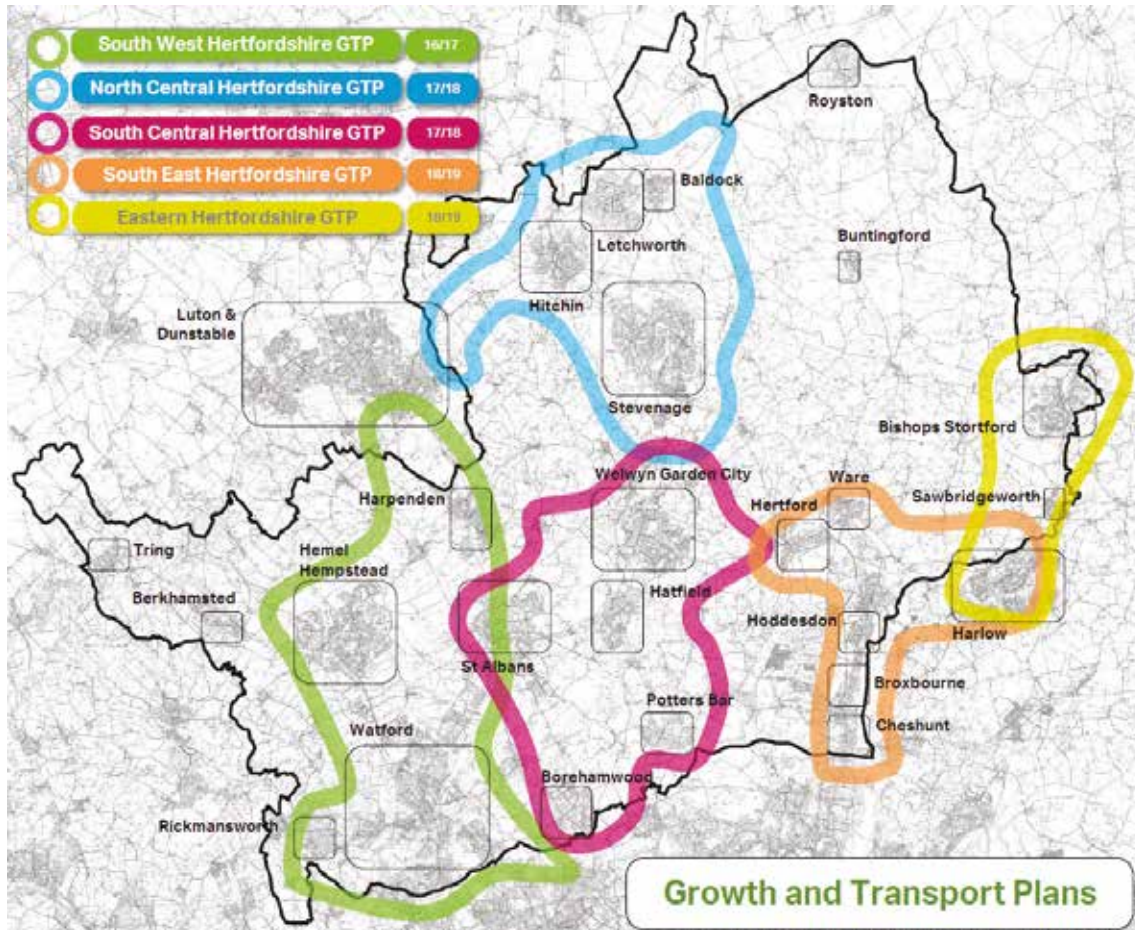 South West Hertfordshire GTP 16/17
North Central Hertfordshire GTP 17/18
South Central Hertfordshire GTP 17/18
South East Hertfordshire GTP 18/19
Eastern Hertfordshire GTP 18/19
Royston
Baldock
Letchworth
Buntingford
Hitchin
Luton &
Dunstable
Stevenage
Bishops Stortford
Welwyn Garden City
Ware
Harpenden
Hertford
Sawbridgeworth
Tring
Hemel
Hempstead
Berkhamsted
Hatfield
Hoddesdon
Harlow
St Albans
Broxbourne
Potters Bar
Cheshunt
Watford
Borehamwood
Rickmansworth
Growth and Transport Plans